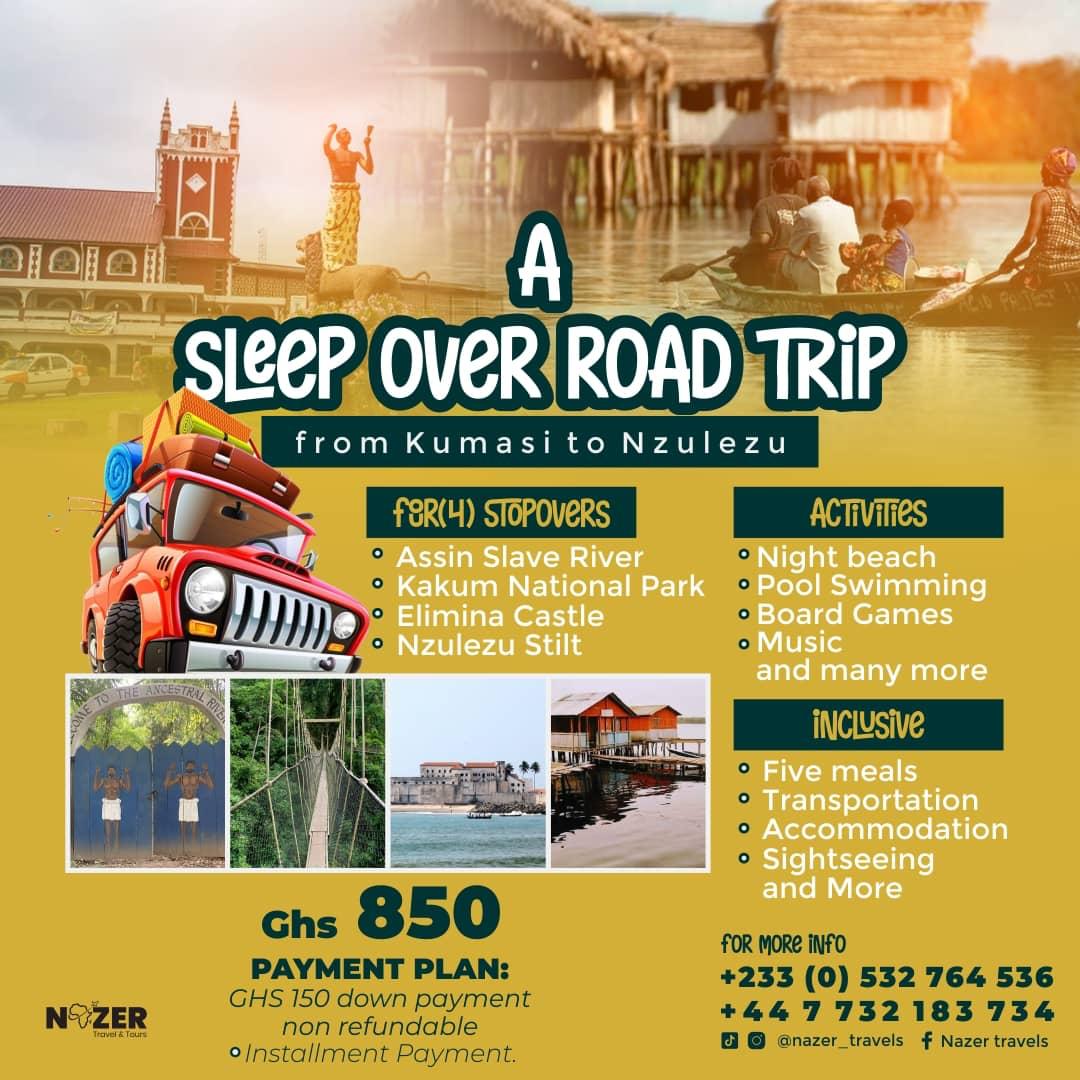 A
SLeeP OVeR ROAD TRiP
from Kumasi to Nzulezu
fOR(4) STOPOVeRS
Assin Slave River
Kakum National Park
Elimina Castle
Nzulezu Stilt
ACTiViTieS
Night beach
Pool Swimming
Board Games
Music
and many more
iNCLuSiVe
Five meals
Transportation
Accommodation
Sightseeing
and More
COME TO THE ANCESTRAL RIVER
Ghs 850
PAYMENT PLAN:
GHS 150 down payment
non refundable
Installment Payment.
NAZER
Travel & Tours
fOR MORe iNfO
+233 (0) 532 764 536
+44 7 732 183 734
@nazer_travels f Nazer travels